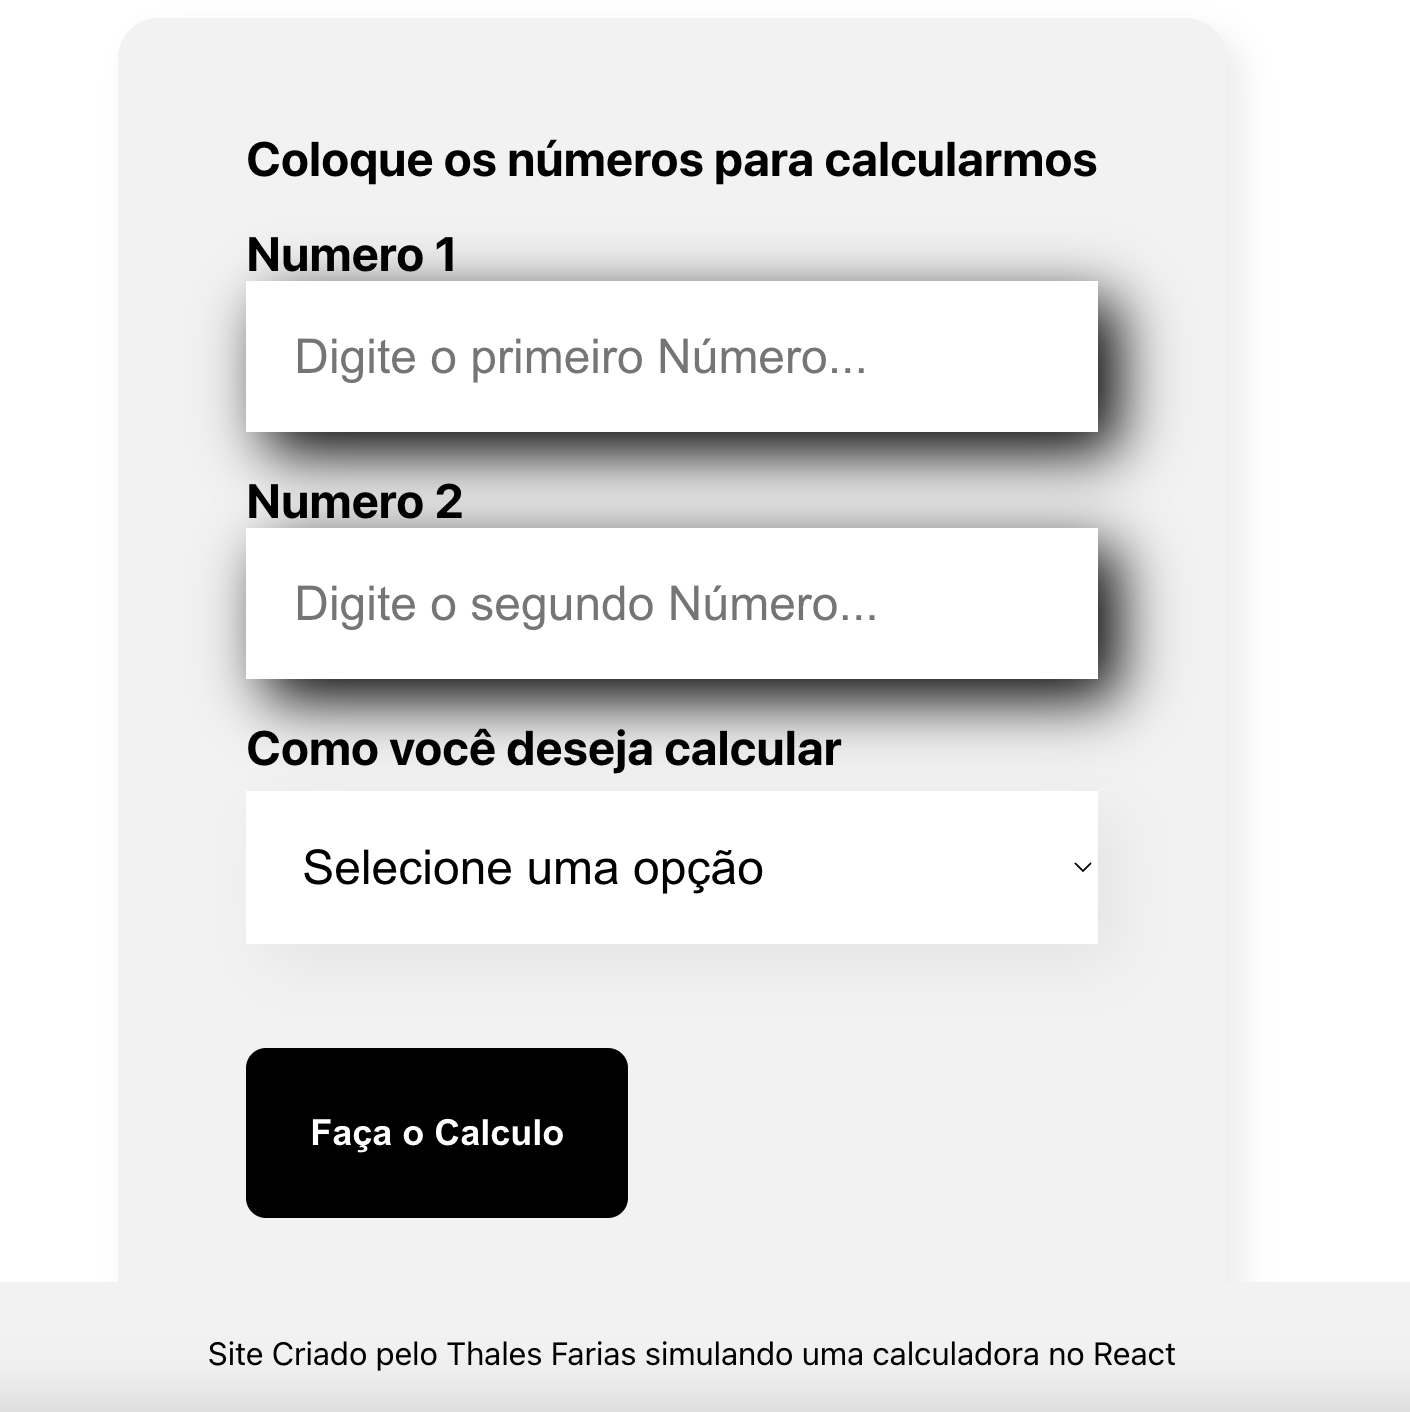 Coloque os números para calcularmos
Numero 1
Digite o primeiro Número...
Numero 2
Digite o segundo Número...
Como você deseja calcular
Selecione uma opção
Faça o Calculo
Site Criado pelo Thales Farias simulando uma calculadora no React